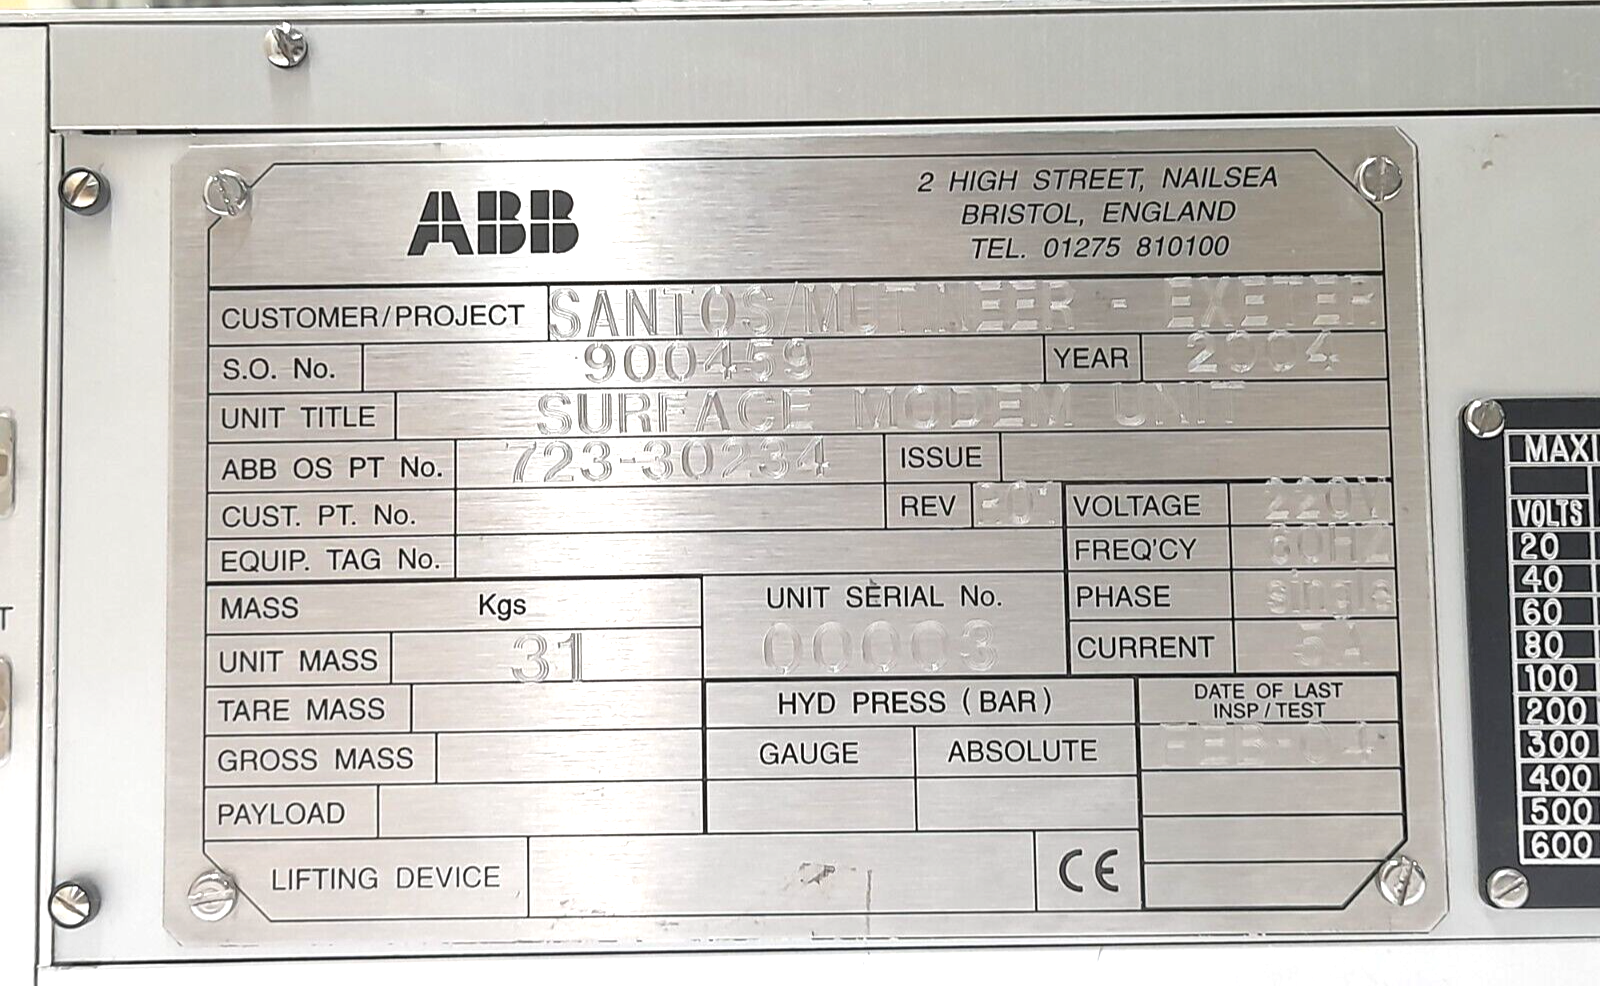 ABB
2 HIGH STREET, NAILSEA
BRISTOL, ENGLAND
TEL. 01275 810100
CUSTOMER/PROJECT SANTOS/MUTINEER - EXETER
S.O. No. 900459 YEAR 2004
UNIT TITLE SURFACE MODEM UNIT
ABB OS PT No. 723-30234 ISSUE
CUST. PT. No. REV E01 VOLTAGE 220V
EQUIP. TAG No. FREQ'CY 60HZ
MASS Kgs UNIT SERIAL No. PHASE single
UNIT MASS 31 00003 CURRENT 5A
TARE MASS HYD PRESS (BAR) DATE OF LAST
INSP/TEST
GROSS MASS GAUGE ABSOLUTE FEB-04
PAYLOAD
LIFTING DEVICE CE
T
MAXI
VOLTS
20
40
60
80
100
200
300
400
500
600